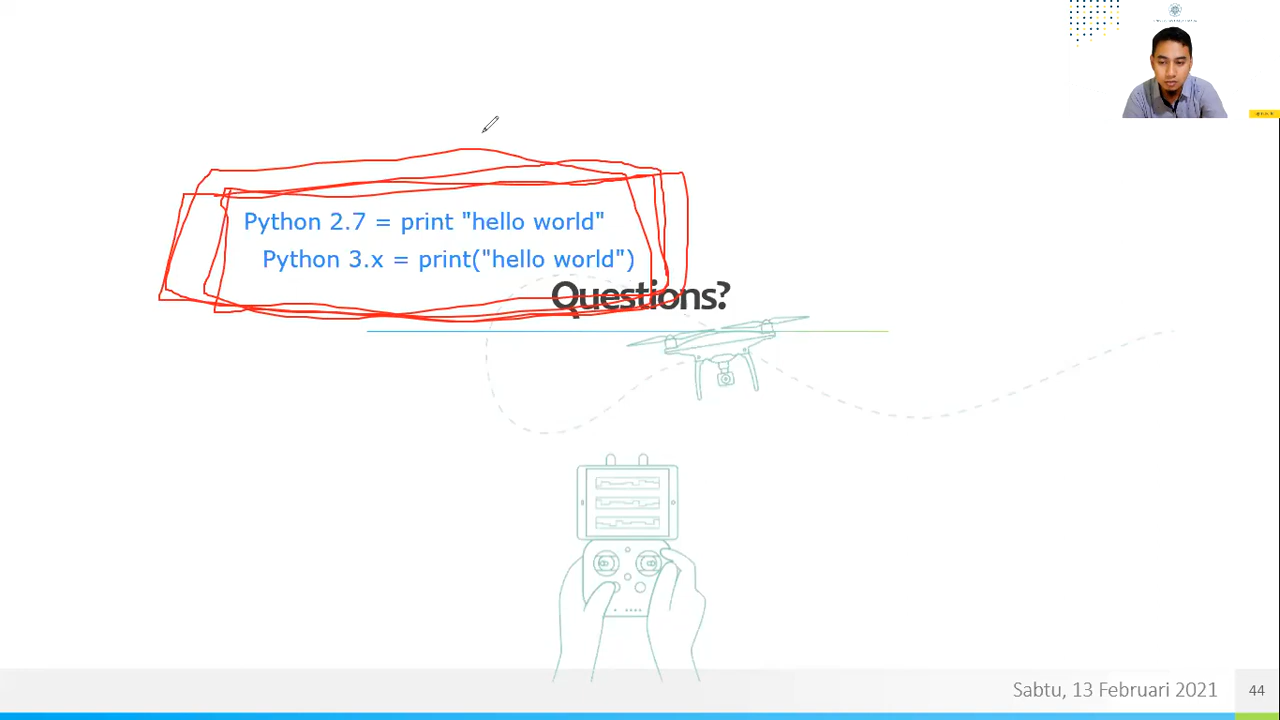 Python 2.7 = print "hello world"
Python 3.x = print("hello world")
Questions?
Sabtu, 13 Februari 2021
44